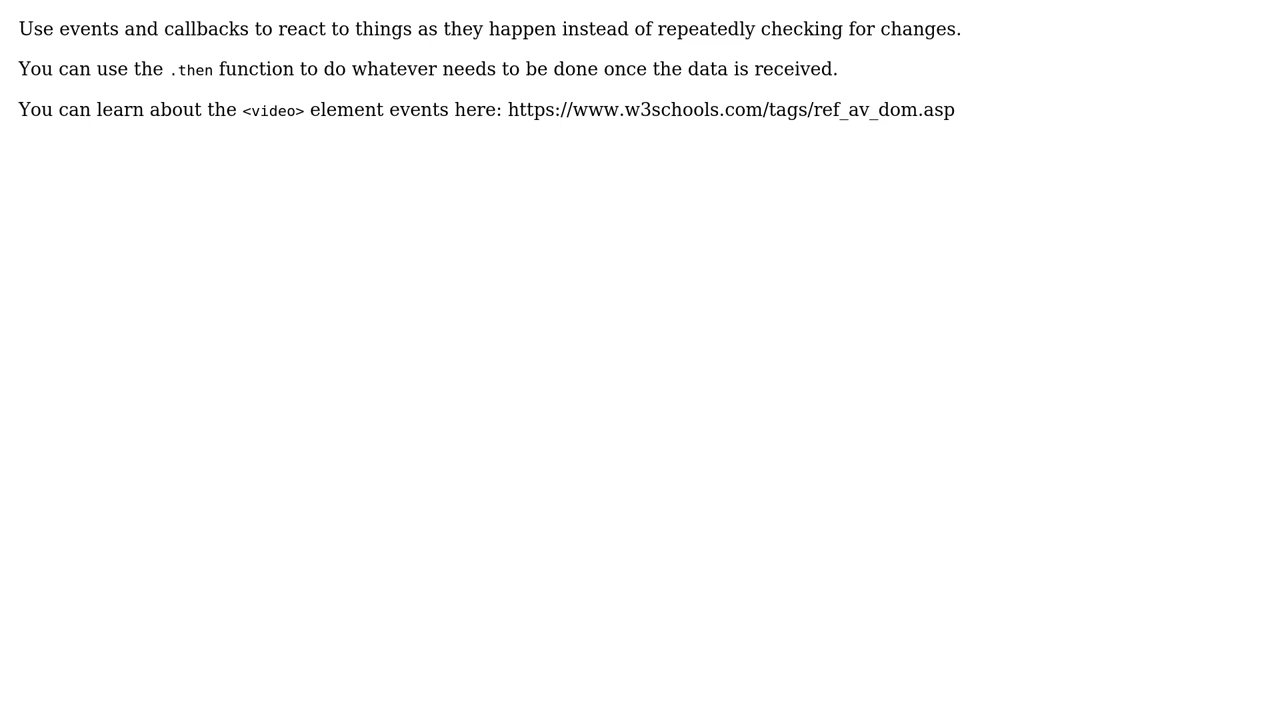 Use events and callbacks to react to things as they happen instead of repeatedly checking for changes.
You can use the .then function to do whatever needs to be done once the data is received.
You can learn about the <video> element events here: https://www.w3schools.com/tags/ref_av_dom.asp